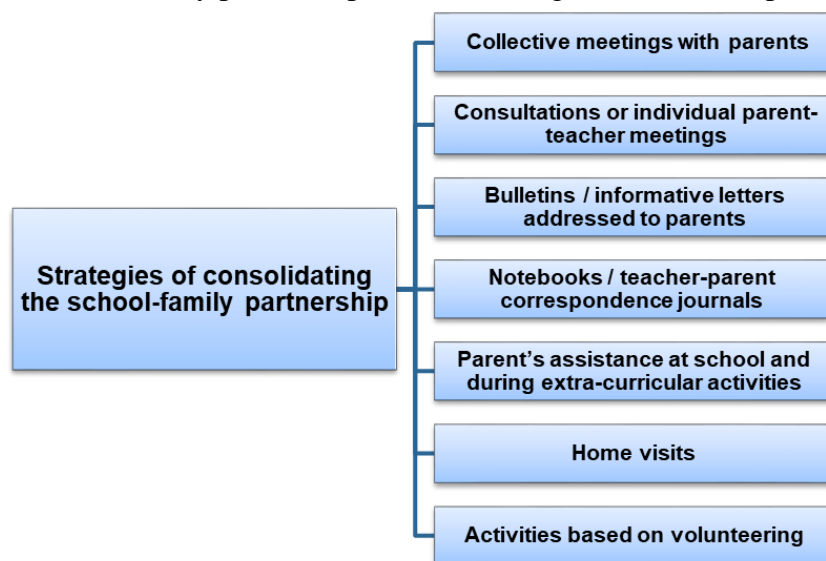 Strategies of consolidating
the school-family partnership
Collective meetings with parents
Consultations or individual parent-
teacher meetings
Bulletins / informative letters
addressed to parents
Notebooks / teacher-parent
correspondence journals
Parent's assistance at school and
during extra-curricular activities
Home visits
Activities based on volunteering